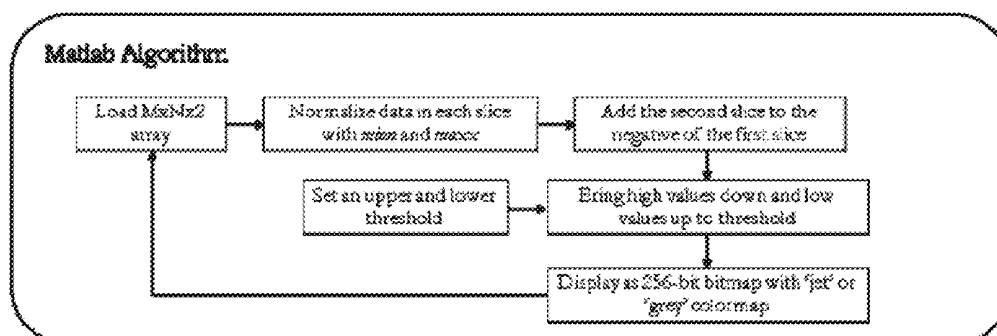 Matlab Algorithm
Load MxNx2
array
Normalize data in each slice
with and
Add the second slice to the
negative of the first slice
Set an upper and lower
threshold
Bring high values down and low
values up to threshold
Display as 256-bit bitmap with 'jet' or
'grey' colormap